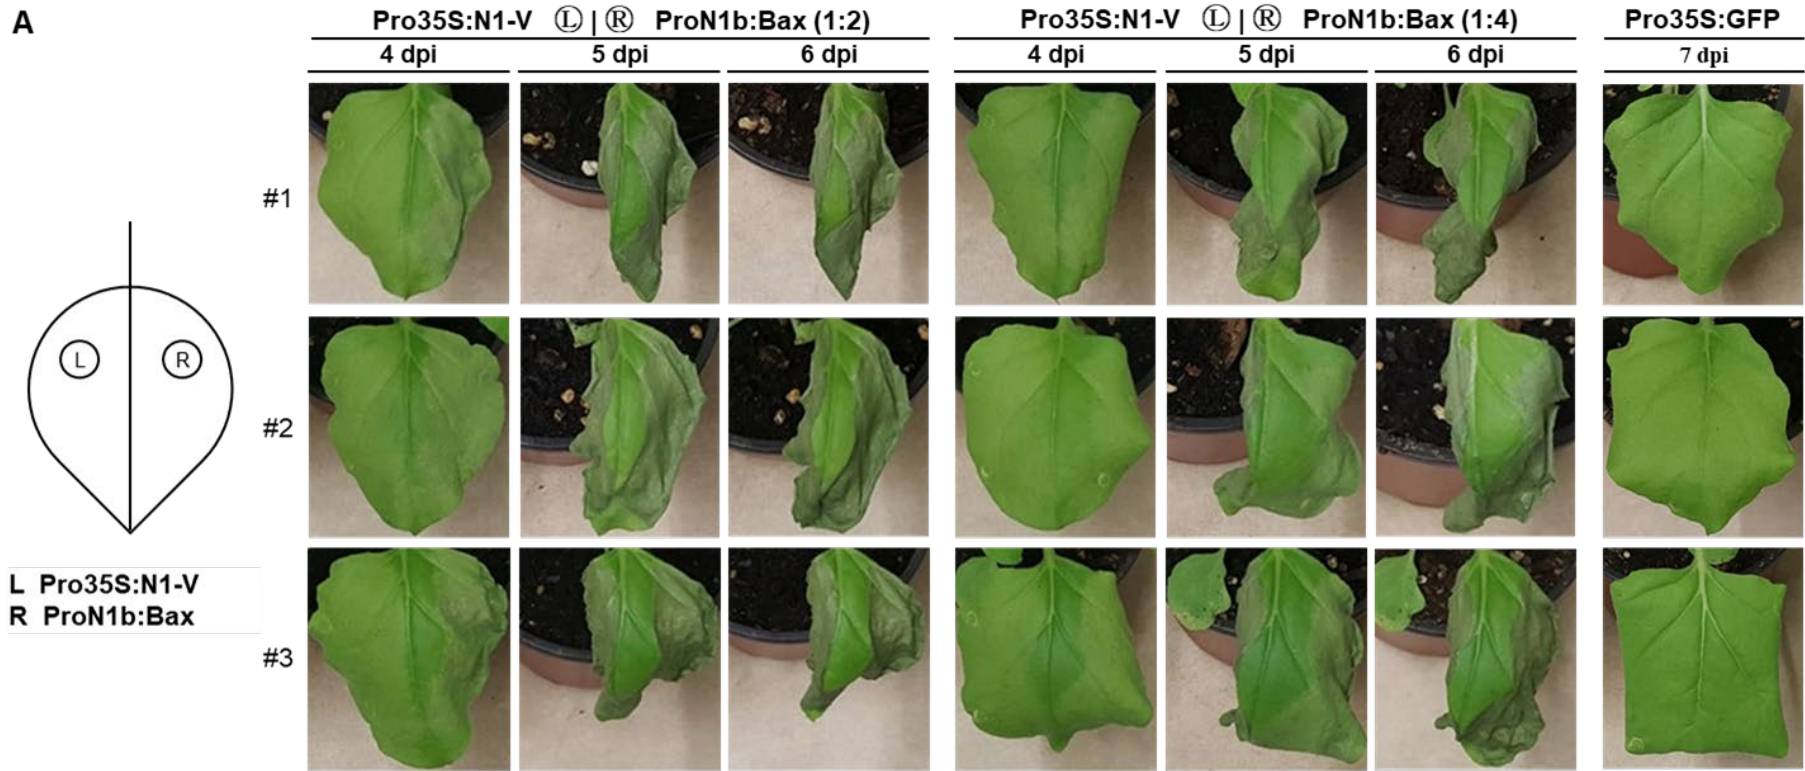 A
Pro35S:N1-V Ⓛ | Ⓡ ProN1b:Bax (1:2)
4 dpi 5 dpi 6 dpi
Pro35S:N1-V Ⓛ | Ⓡ ProN1b:Bax (1:4)
4 dpi 5 dpi 6 dpi
Pro35S:GFP
7 dpi
#1
#2
#3
L R
L Pro35S:N1-V
R ProN1b:Bax